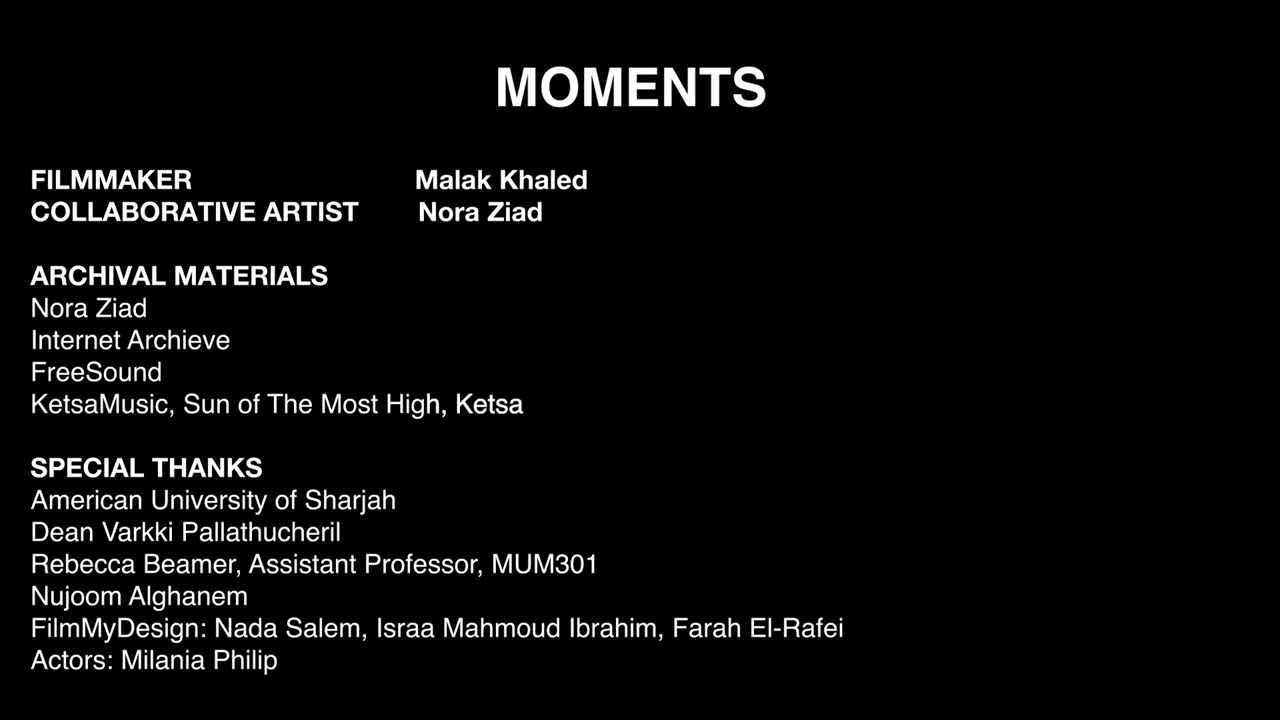 MOMENTS
FILMMAKER Malak Khaled
COLLABORATIVE ARTIST Nora Ziad
ARCHIVAL MATERIALS
Nora Ziad
Internet Archieve
FreeSound
KetsaMusic, Sun of The Most High, Ketsa
SPECIAL THANKS
American University of Sharjah
Dean Varkki Pallathucheril
Rebecca Beamer, Assistant Professor, MUM301
Nujoom Alghanem
FilmMyDesign: Nada Salem, Israa Mahmoud Ibrahim, Farah El-Rafei
Actors: Milania Philip